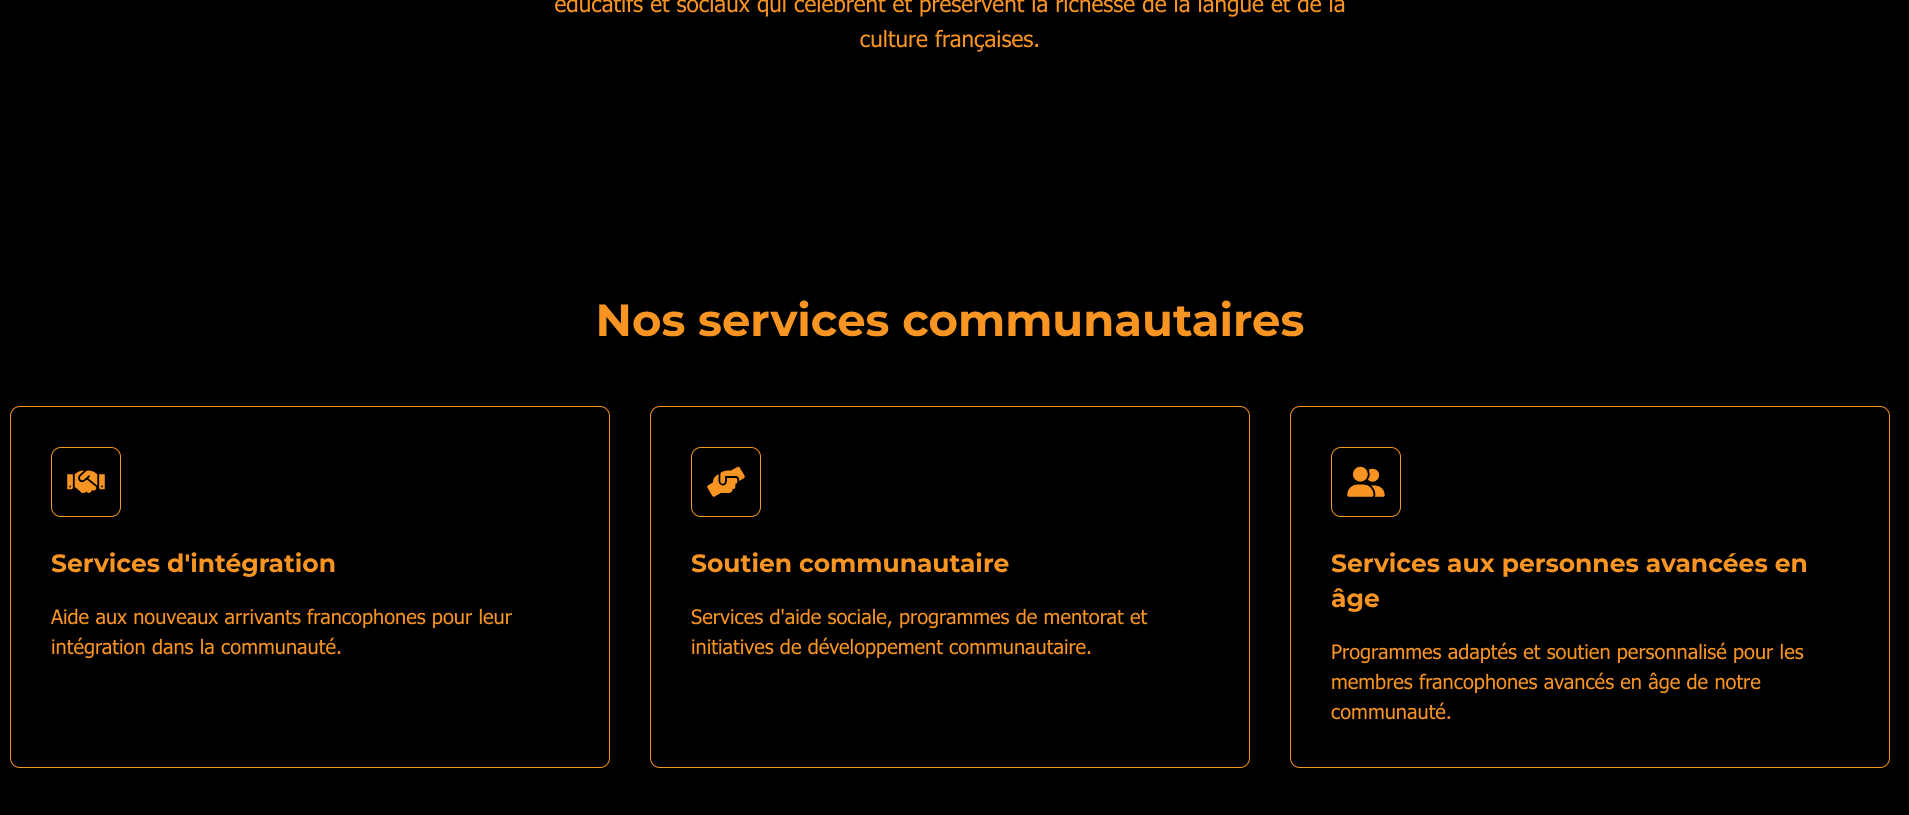 éducatifs et sociaux qui célèbrent et préservent la richesse de la langue et de la
culture françaises.
Nos services communautaires
Services d'intégration
Aide aux nouveaux arrivants francophones pour leur
intégration dans la communauté.
Soutien communautaire
Services d'aide sociale, programmes de mentorat et
initiatives de développement communautaire.
Services aux personnes avancées en
âge
Programmes adaptés et soutien personnalisé pour les
membres francophones avancés en âge de notre
communauté.